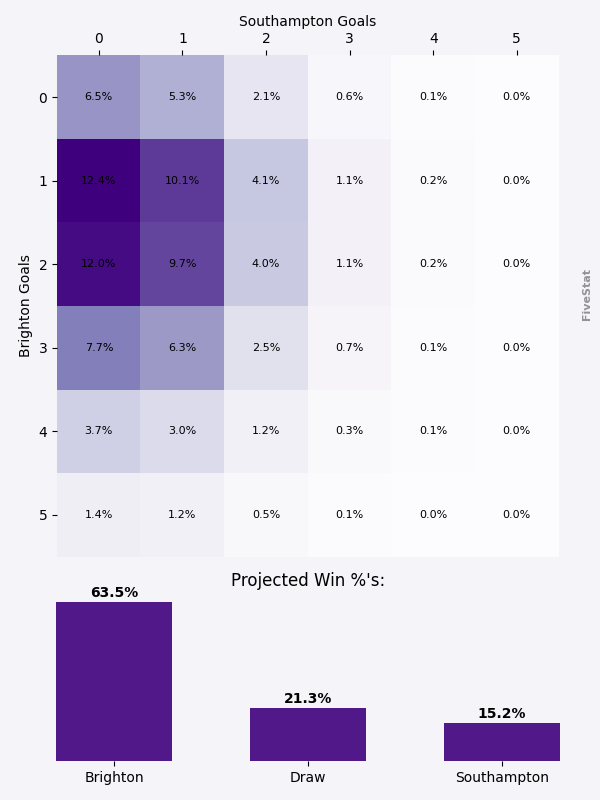 Southampton Goals
0 1 2 3 4 5
0 6.5% 5.3% 2.1% 0.6% 0.1% 0.0%
1 12.4% 10.1% 4.1% 1.1% 0.2% 0.0%
2 12.0% 9.7% 4.0% 1.1% 0.2% 0.0%
3 7.7% 6.3% 2.5% 0.7% 0.1% 0.0%
4 3.7% 3.0% 1.2% 0.3% 0.1% 0.0%
5 1.4% 1.2% 0.5% 0.1% 0.0% 0.0%
Brighton Goals
FiveStat
Projected Win %'s:
63.5% 21.3% 15.2%
Brighton Draw Southampton